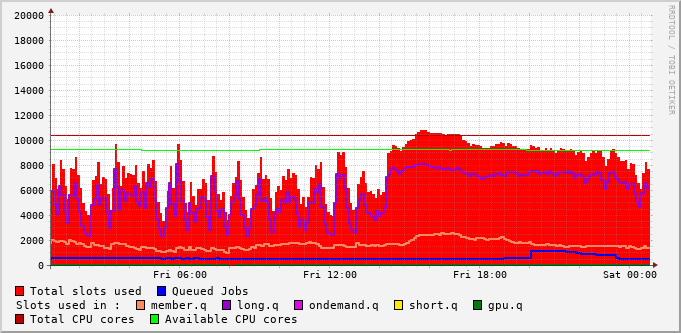 RRDTOOL / TOBI OETIKER
20000
18000
16000
14000
12000
10000
8000
6000
4000
2000
0
Fri 06:00 Fri 12:00 Fri 18:00 Sat 00:00
Total slots used Queued Jobs
Slots used in : member.q long.q ondemand.q short.q gpu.q
Total CPU cores Available CPU cores